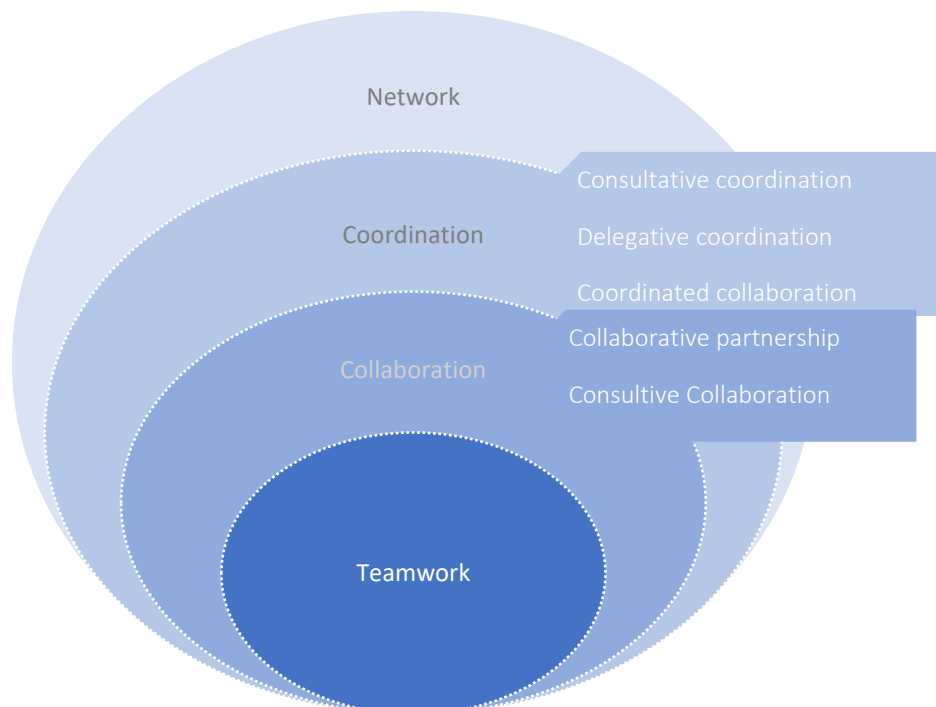 Network
Consultative coordination
Coordination
Delegative coordination
Coordinated collaboration
Collaborative partnership
Collaboration
Consultive Collaboration
Teamwork